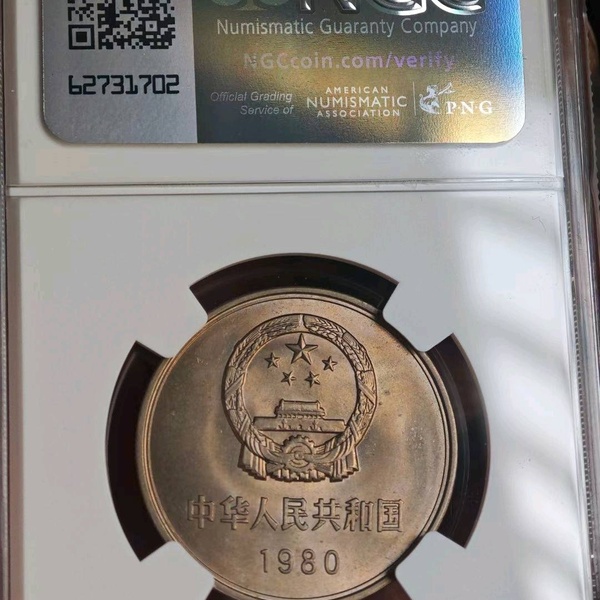 NGC
Numismatic Guaranty Company
NGCcoin.com/verify
62731702
Official Grading
Service of
AMERICAN
NUMISMATIC
ASSOCIATION
PNG
中华人民共和国
1980